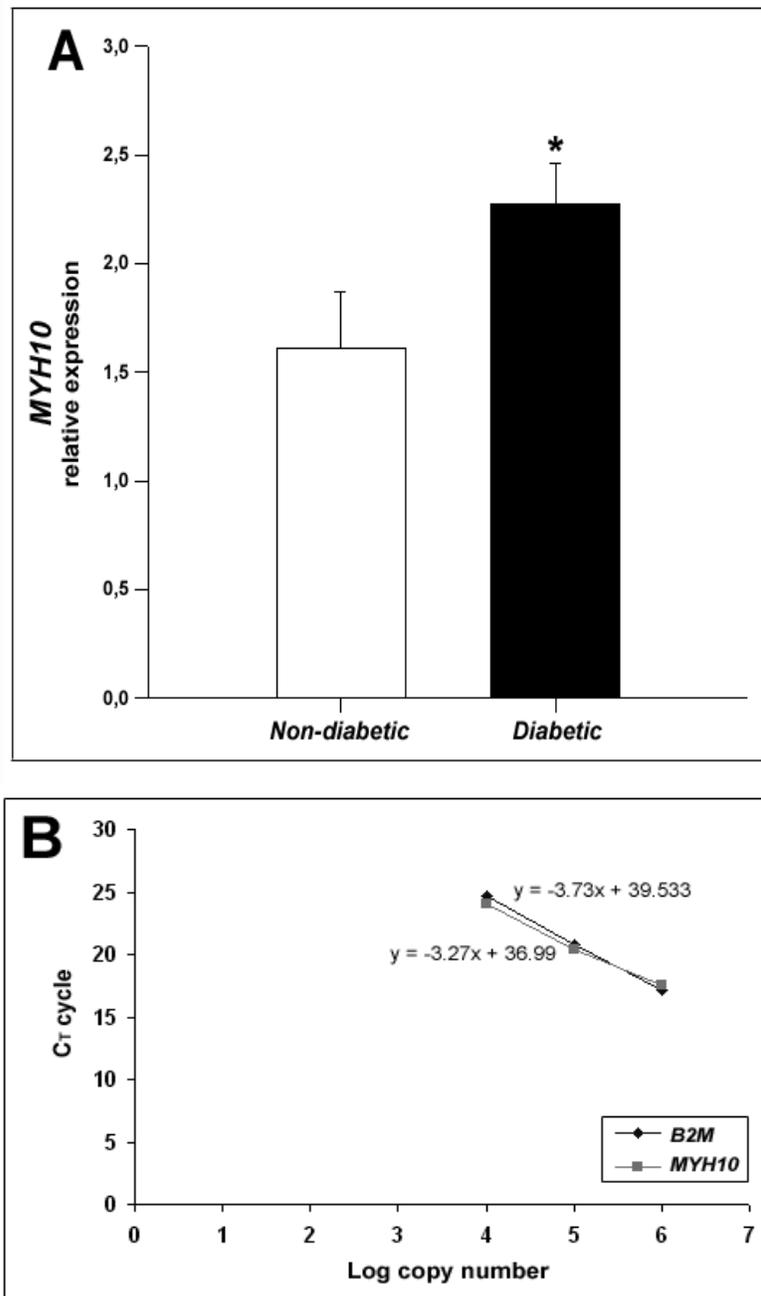 A
3,0
2,5
2,0
1,5
1,0
0,5
0,0
MYH10
relative expression
*
Non-diabetic Diabetic
B
30
25
20
15
10
5
0
CT cycle
y = -3.73x + 39.533
y = -3.27x + 36.99
B2M
MYH10
0 1 2 3 4 5 6 7
Log copy number